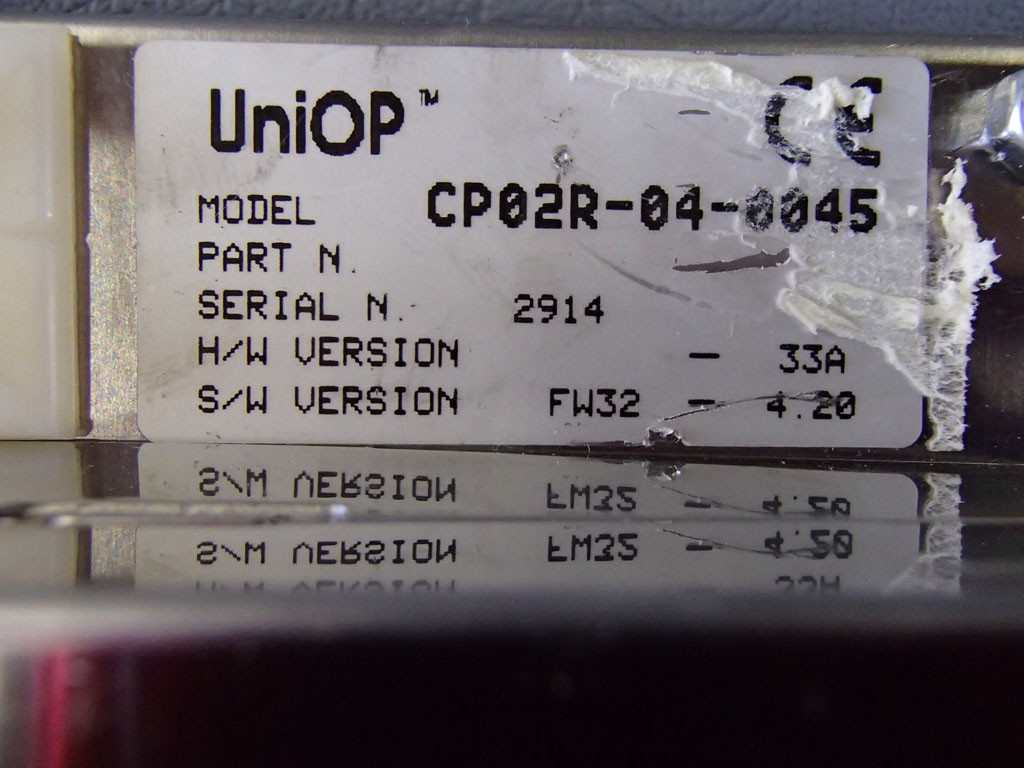 UniOP™ CE
MODEL CP02R-04-0045
PART N.
SERIAL N. 2914
H/W VERSION - 33A
S/W VERSION FW32 - 4.20